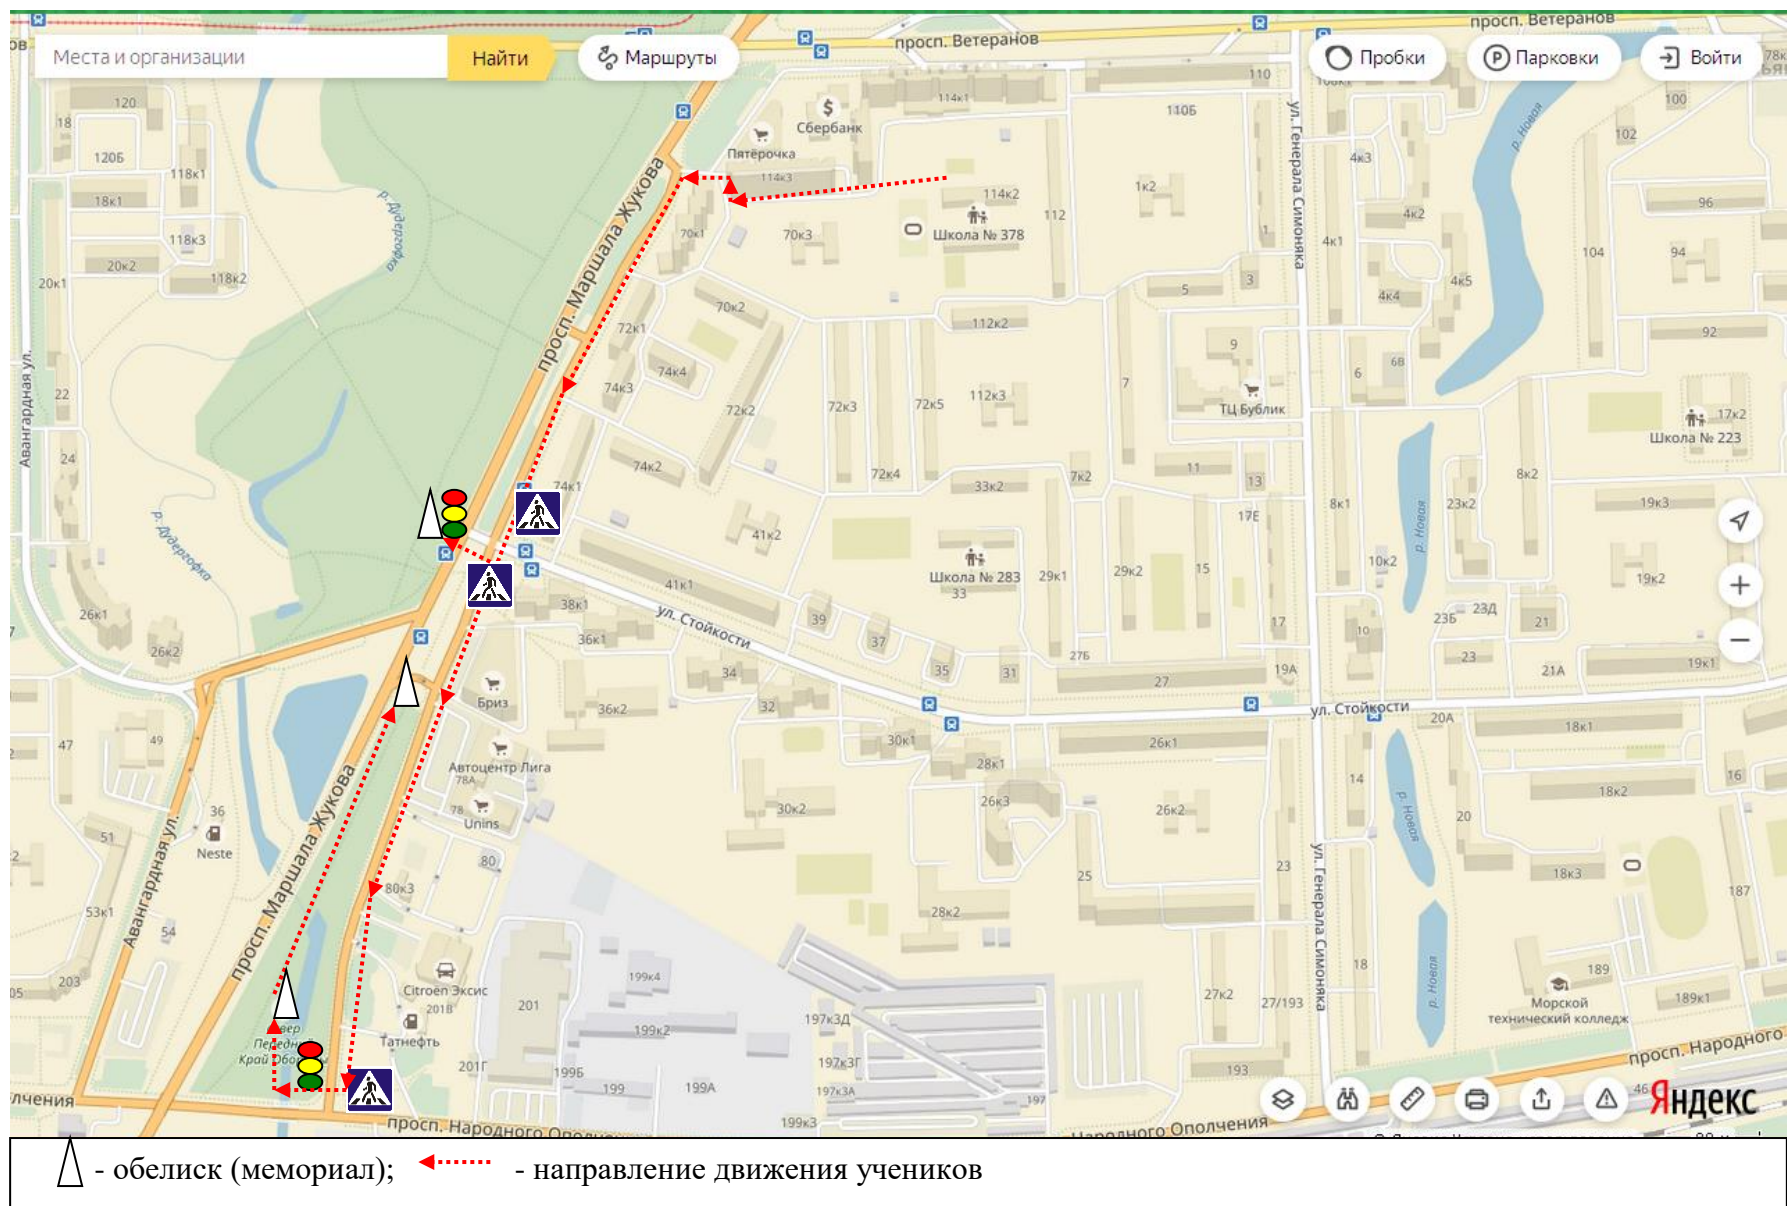 просп. Ветеранов
просп. Ветеранов
Места и организации
Найти
Маршруты
Пробки
Парковки
Войти
120
18
120Б
118к1
18к1
118к3
20к2
118к2
20к1
р. Дудергофка
Авангардная ул.
22
24
р. Дудергофка
26к1
26к2
Сбербанк
Пятёрочка
114к1
110
110Б
114к3
114к2
Школа № 378
112
1к2
70к1
70к3
70к2
просп. Маршала Жукова
72к1
74к4
74к3
72к2
72к3
72к5
72к4
74к2
74к1
112к2
112к3
5
3
1
7
9
ТЦ Бублик
ул. Генерала Симоняка
4к3
4к2
4к1
4к5
4к4
6
6В
р. Новая
100
102
96
104
94
92
17к2
Школа № 223
33к2
7к2
11
13
17Е
8к1
23к2
8к2
19к3
41к2
41к1
Школа № 283
33
29к1
29к2
15
17
10к2
10
р. Новая
23Б
23Д
21
23
19к2
19к1
21А
38к1
36к1
ул. Стойкости
39
37
35
31
27Б
27
19А
34
32
36к2
Бриз
Автоцентр Лига
78А
78
Unins
80
80к3
30к1
28к1
26к1
26к3
26к2
30к2
28к2
25
23
ул. Стойкости
20А
18к1
14
16
18к2
20
18к3
187
р. Новая
р. Новая
ул. Генерала Симоняка
18
47
49
36
Neste
51
53к1
54
203
Авангардная ул.
просп. Маршала Жукова
Citroën Эксис
201В
Татнефть
201
201Г
199к4
199к2
199Б
199
199А
199к3
197к3Д
197к3Г
197к3А
197
27к2
27/193
193
189
Морской
технический колледж
189к1
просп. Народного
46
Яндекс
просп. Народного
Народного Ополчения
- обелиск (мемориал); - направление движения учеников